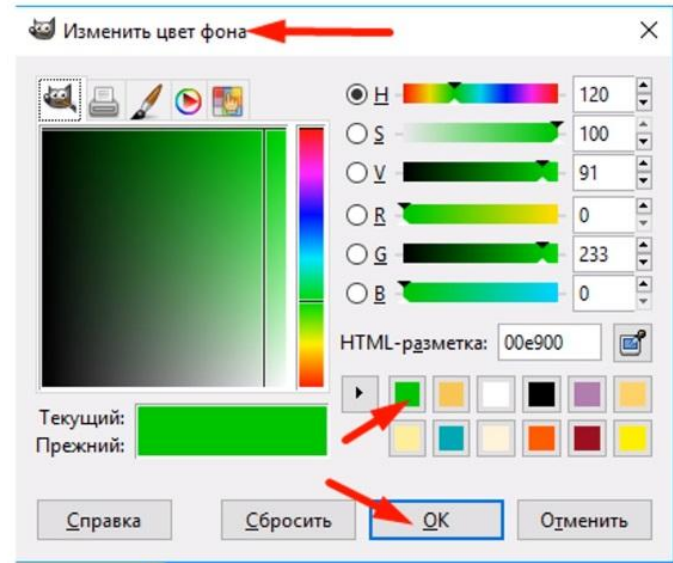 Изменить цвет фона
H 120
S 100
V 91
R 0
G 233
B 0
HTML-разметка: 00e900
Текущий:
Прежний:
Справка Сбросить OK Отменить